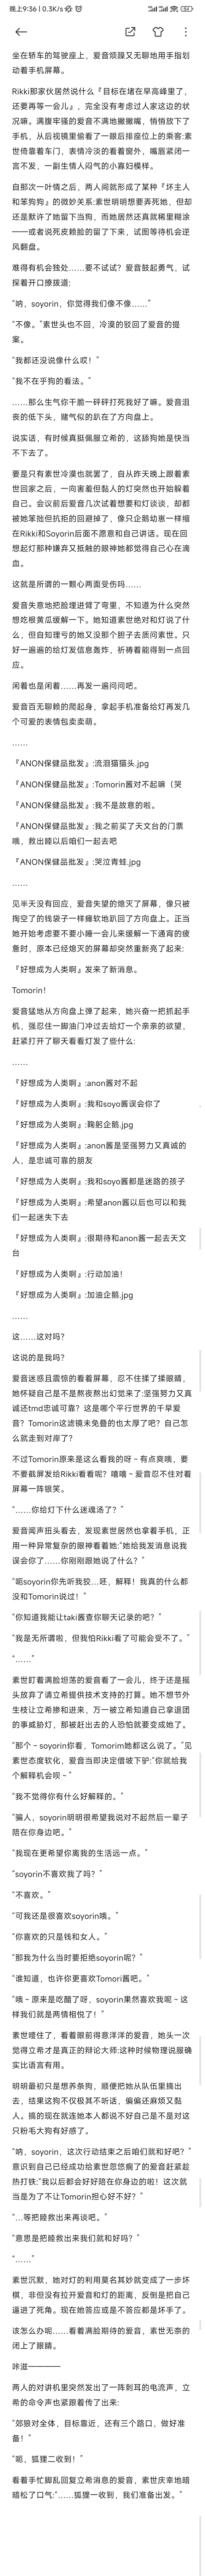 晚上9:36 | 0.3K/s
坐在轿车的驾驶座上，爱音烦躁又无聊地用手指划
动着手机屏幕。
Rikki那家伙居然说什么『目标在堵在早高峰里了，
还要再等一会儿』，完全没有考虑过人家这边的状
况嘛。满腹牢骚的爱音不满地撇撇嘴，悄悄放下了
手机，从后视镜里偷看了一眼后排座位上的乘客:素
世倚靠着车门，表情冷淡的看着窗外，嘴唇紧闭一
言不发，一副生情人闷气的小寡妇模样。
自那次一叶情之后，两人间就形成了某种『坏主人
和笨狗狗』的微妙关系:素世明明想要弄死她，但却
还是默许了她留下当狗，而她居然还真就稀里糊涂
——或者说死皮赖脸的留了下来，试图等待机会逆
风翻盘。
难得有机会独处……要不试试？爱音鼓起勇气，试
探着开口撩拨道:
“呐，soyorin，你觉得我们像不像……”
“不像。”素世头也不回，冷漠的驳回了爱音的提
案。
“我都还没说像什么哎！”
“我不在乎狗的看法。”
……那么生气你干脆一砰砰打死我好了嘛。爱音沮
丧的低下头，赌气似的趴在了方向盘上。
说实话，有时候真挺佩服立希的，这舔狗她是快当
不下去了。
要是只有素世冷漠也就罢了，自从昨天晚上跟着素
世回家之后，一向害羞但黏人的灯突然也开始躲着
自己。会议前后爱音几次试着想要和灯谈谈，却都
被她笨拙但抗拒的回避掉了，像只企鹅幼崽一样缩
在Rikki和Soyorin后面不愿意和自己讲话。现在回
想起灯那种嫌弃又抵触的眼神她都觉得自己心在滴
血。
这就是所谓的一颗心两面受伤吗……
爱音失意地把脸埋进臂了弯里，不知道为什么突然
想吃根黄瓜缓解一下。她知道素世绝对和灯说了什
么，但自知理亏的她又没那个胆子去质问素世。只
好一遍遍的给灯发信息轰炸，祈祷着能得到一点回
应。
闲着也是闲着……再发一遍问问吧。
爱音百无聊赖的爬起身，拿起手机准备给灯再发几
个可爱的表情包卖卖萌。
……
『ANON保健品批发』:流泪猫猫头.jpg
『ANON保健品批发』:Tomorin酱对不起嘛（哭
『ANON保健品批发』:我不是故意的啦。
『ANON保健品批发』:我之前买了天文台的门票
哦，救出睦以后咱们一起去吧
『ANON保健品批发』:哭泣青蛙.jpg
……
见半天没有回应，爱音失望的熄灭了屏幕，像只被
掏空了的钱袋子一样瘫软地趴回了方向盘上。正当
她开始考虑要不要小睡一会儿来缓解一下通宵的疲
惫时，原本已经熄灭的屏幕却突然重新亮了起来:
『好想成为人类啊』发来了新消息。
Tomorin！
爱音猛地从方向盘上弹了起来，她兴奋一把抓起手
机，强忍住一脚油门冲过去给灯一个亲亲的欲望，
赶紧打开了聊天看看灯发了些什么:
……
『好想成为人类啊』:anon酱对不起
『好想成为人类啊』:我和soyo酱误会你了
『好想成为人类啊』:鞠躬企鹅.jpg
『好想成为人类啊』:anon酱是坚强努力又真诚的
人，是忠诚可靠的朋友
『好想成为人类啊』:我和soyo酱都是迷路的孩子
『好想成为人类啊』:希望anon酱以后也可以和我
们一起迷失下去
『好想成为人类啊』:很期待和anon酱一起去天文
台
『好想成为人类啊』:行动加油！
『好想成为人类啊』:加油企鹅.jpg
……
这……这对吗？
这说的是我吗？
爱音迷惑且震惊的看着屏幕，忍不住揉了揉眼睛，
她怀疑自己是不是熬夜熬出幻觉来了:坚强努力又真
诚还tmd忠诚可靠？这是哪个平行世界的千早爱
音？Tomorin这滤镜未免叠的也太厚了吧？自己怎
么就走到对岸了？
不过Tomorin原来是这么看我的呀～有点爽哦，要
不要截屏发给Rikki看看呢？嘻嘻～爱音忍不住对着
屏幕一阵银笑。
“……你给灯下什么迷魂汤了？”
爱音闻声扭头看去，发现素世居然也拿着手机，正
用一种异常复杂的眼神看着她:“她给我发消息说我
误会你了……你刚刚跟她说了什么？”
“呃soyorin你先听我狡…呸，解释！我真的什么都
没和Tomorin说过！”
“你知道我能让taki酱查你聊天记录的吧？”
“我是无所谓啦，但我怕Rikki看了可能会受不了。”
“……”
素世盯着满脸坦荡的爱音看了一会儿，终于还是摇
头放弃了请立希提供技术支持的打算。她不想节外
生枝让立希掺和进来，万一被立希知道自己拿退团
的事威胁灯，那被赶出去的人恐怕就要变成她了。
“那个～soyorin你看，Tomorim她都这么说了。”见
素世态度软化，爱音当即决定借坡下驴:“你就给我
个解释机会呗～”
“我不觉得你有什么好解释的。”
“骗人，soyorin明明很希望我说对不起然后一辈子
陪在你身边吧。”
“我现在更希望你离我的生活远一点。”
“soyorin不喜欢我了吗？”
“不喜欢。”
“可我还是很喜欢soyorin哦。”
“你喜欢的只是钱和女人。”
“那我为什么当时要拒绝soyorin呢？”
“谁知道，也许你更喜欢Tomori酱吧。”
“哦～原来是吃醋了呀，soyorin果然喜欢我呢～这
样我们就是两情相悦了！”
素世噎住了，看着眼前得意洋洋的爱音，她头一次
觉得立希才是真正的辩论大师:这种时候物理说服确
实比语言有用。
明明最初只是想养条狗，顺便把她从队伍里摘出
去，结果这狗不仅极其不听话，偏偏还麻烦又黏
人。搞的现在就连她本人都说不好自己是不是对这
只粉毛大狗有好感了。
“呐，soyorin，这次行动结束之后咱们就和好吧？”
意识到自己已经成功给素世忽悠瘸了的爱音赶紧趁
热打铁:“我以后都会好好陪在你身边的啦！这次就
当是为了不让Tomorin担心好不好？”
“…等把睦救出来再谈吧。”
“意思是把睦救出来我们就和好吗？”
“……”
素世沉默，她对灯的利用莫名其妙就变成了一步坏
棋，非但没有拉开爱音和灯的距离，反倒是把自己
逼进了死角。现在她答应或是不答应都是坏手了。
该怎么办呢……看着满脸期待的爱音，素世无奈的
闭上了眼睛。
咔滋————
两人的对讲机里突然发出了一阵刺耳的电流声，立
希的命令声也紧跟着传了出来:
“郊狼对全体，目标靠近，还有三个路口，做好准
备！”
“呃，狐狸二收到！”
看着手忙脚乱回复立希消息的爱音，素世庆幸地暗
暗松了口气:“……狐狸一收到，我们准备出发。”